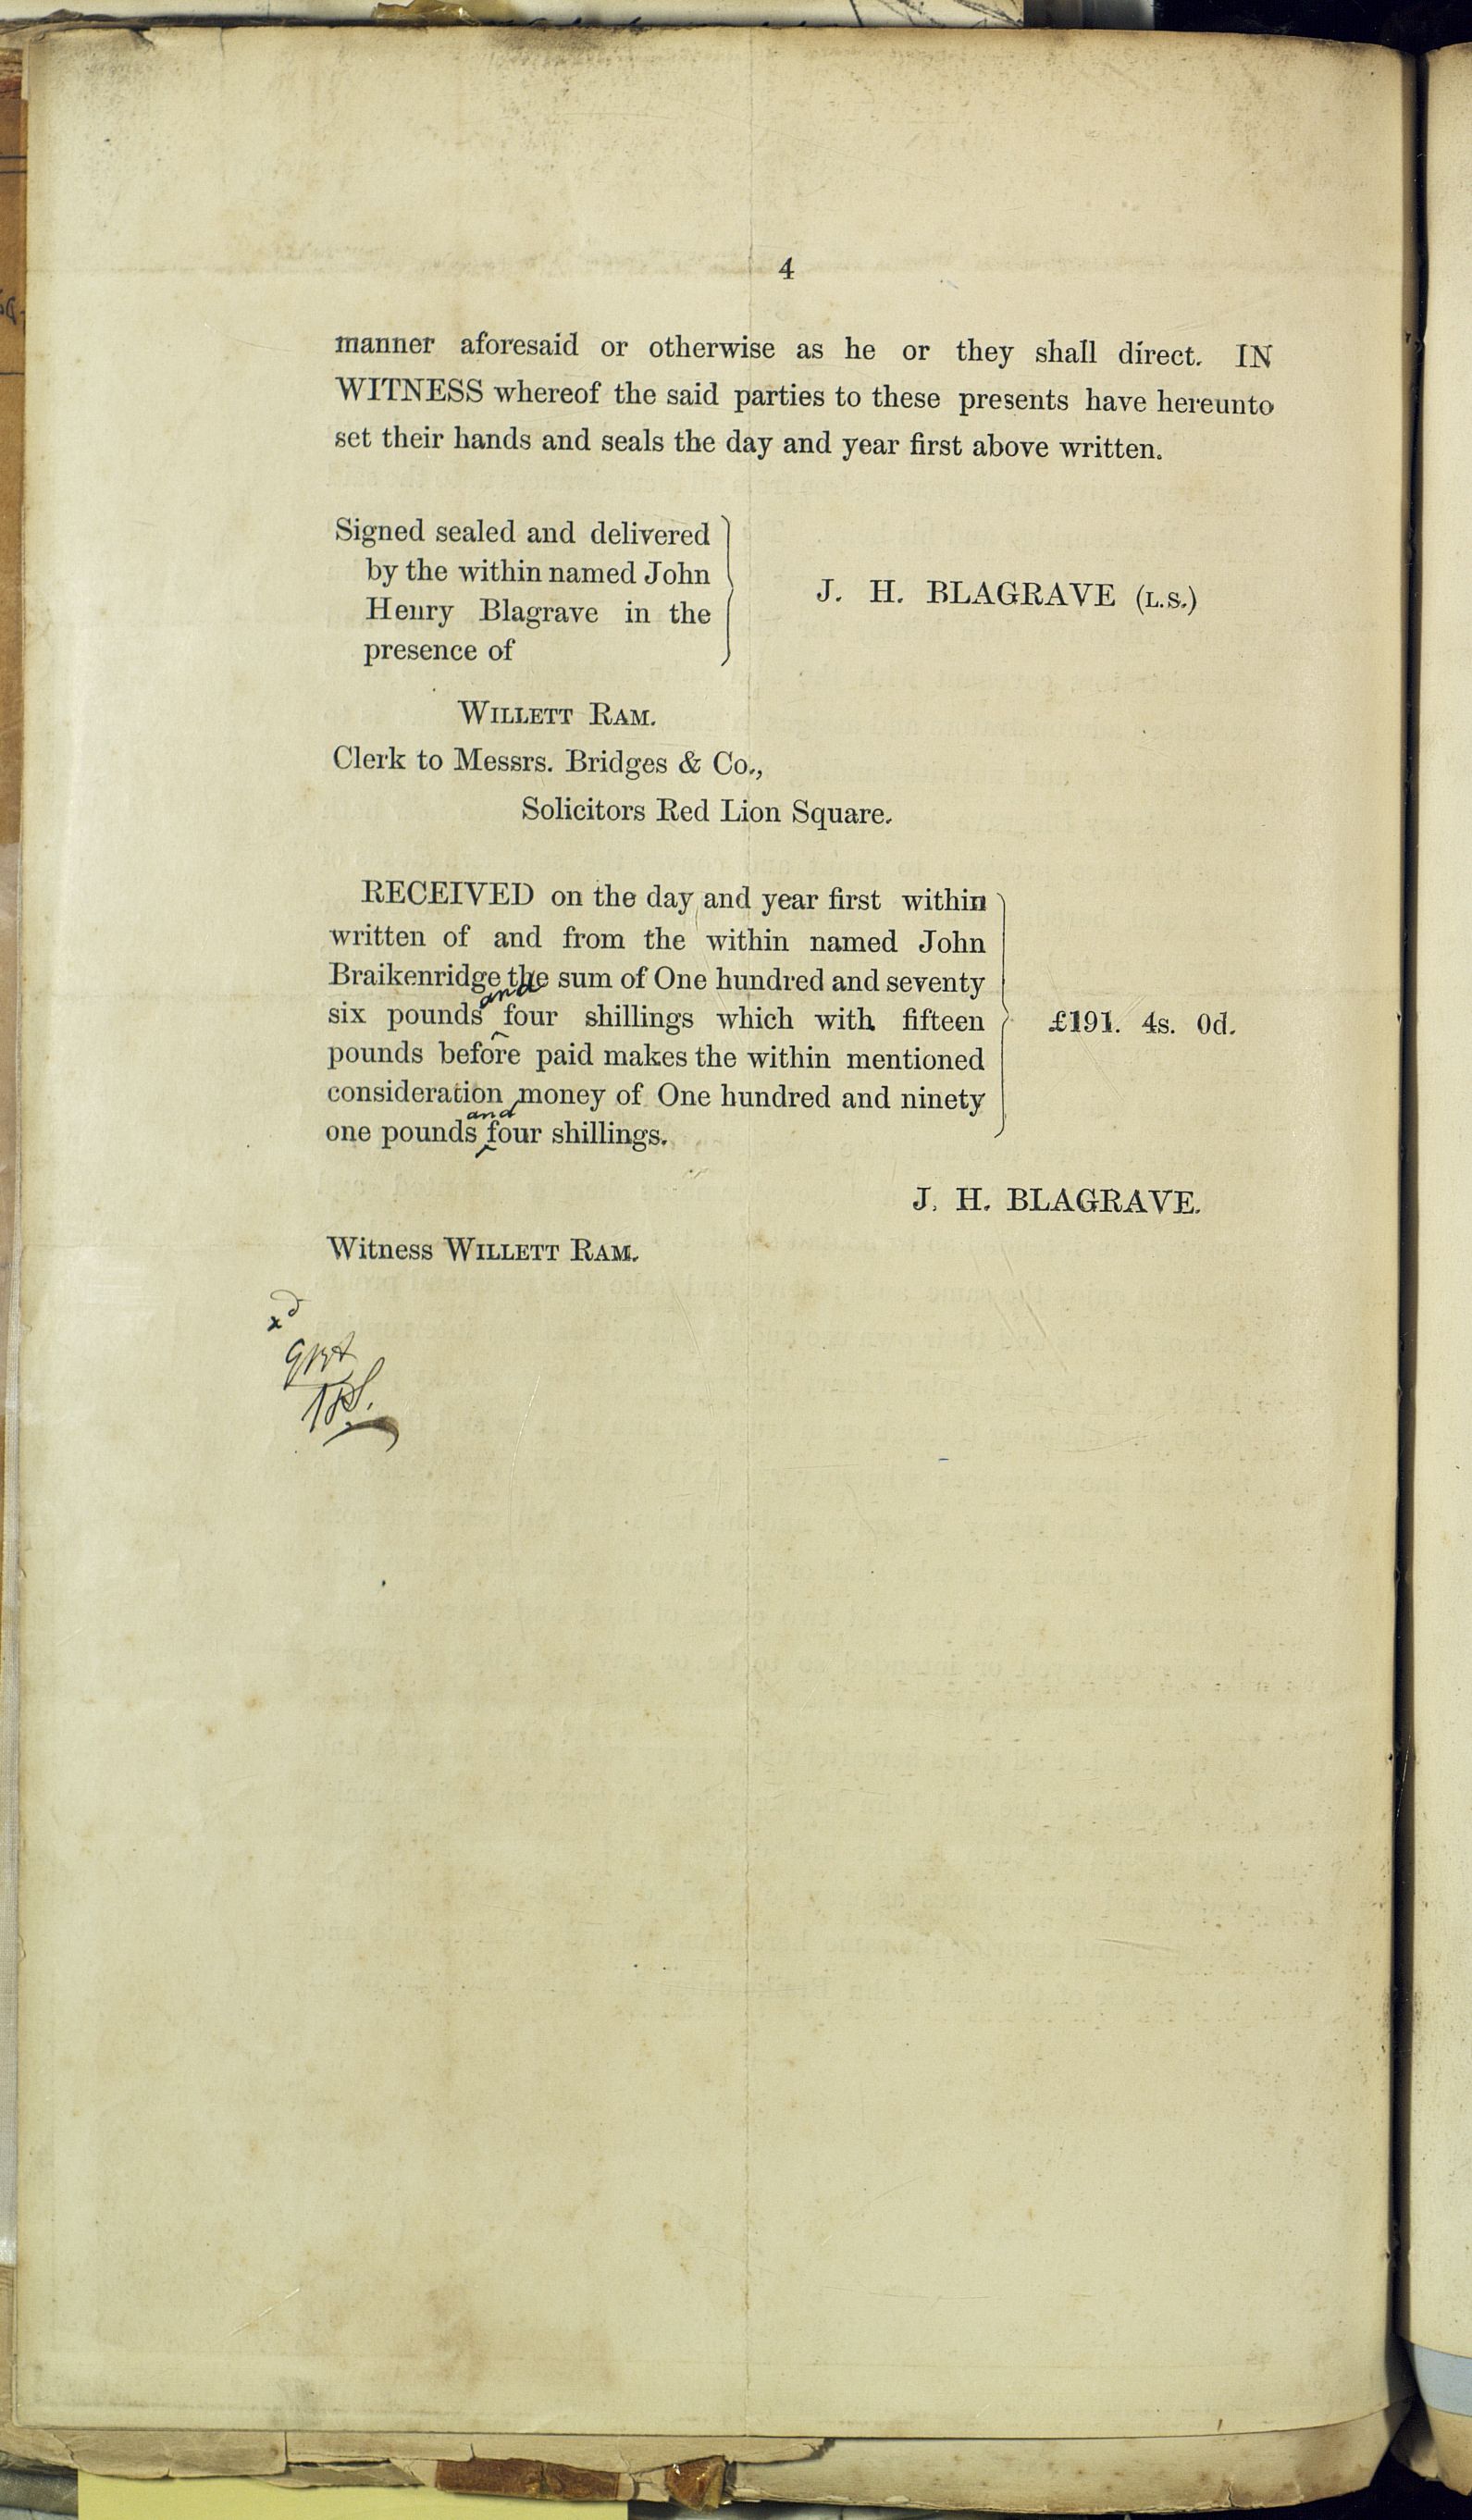 4
manner aforesaid or otherwise as he or they shall direct. IN
WITNESS whereof the said parties to these presents have hereunto
set their hands and seals the day and year first above written.
Signed sealed and delivered
by the within named John
Henry Blagrave in the
presence of
J. H. BLAGRAVE (L.S.)
WILLETT RAM.
Clerk to Messrs. Bridges & Co.,
Solicitors Red Lion Square.
RECEIVED on the day and year first within
written of and from the within named John
Braikenridge the sum of One hundred and seventy
six pounds and four shillings which with fifteen
pounds before paid makes the within mentioned
consideration money of One hundred and ninety
one pounds and four shillings.
£191. 4s. 0d.
J. H. BLAGRAVE.
Witness WILLETT RAM.